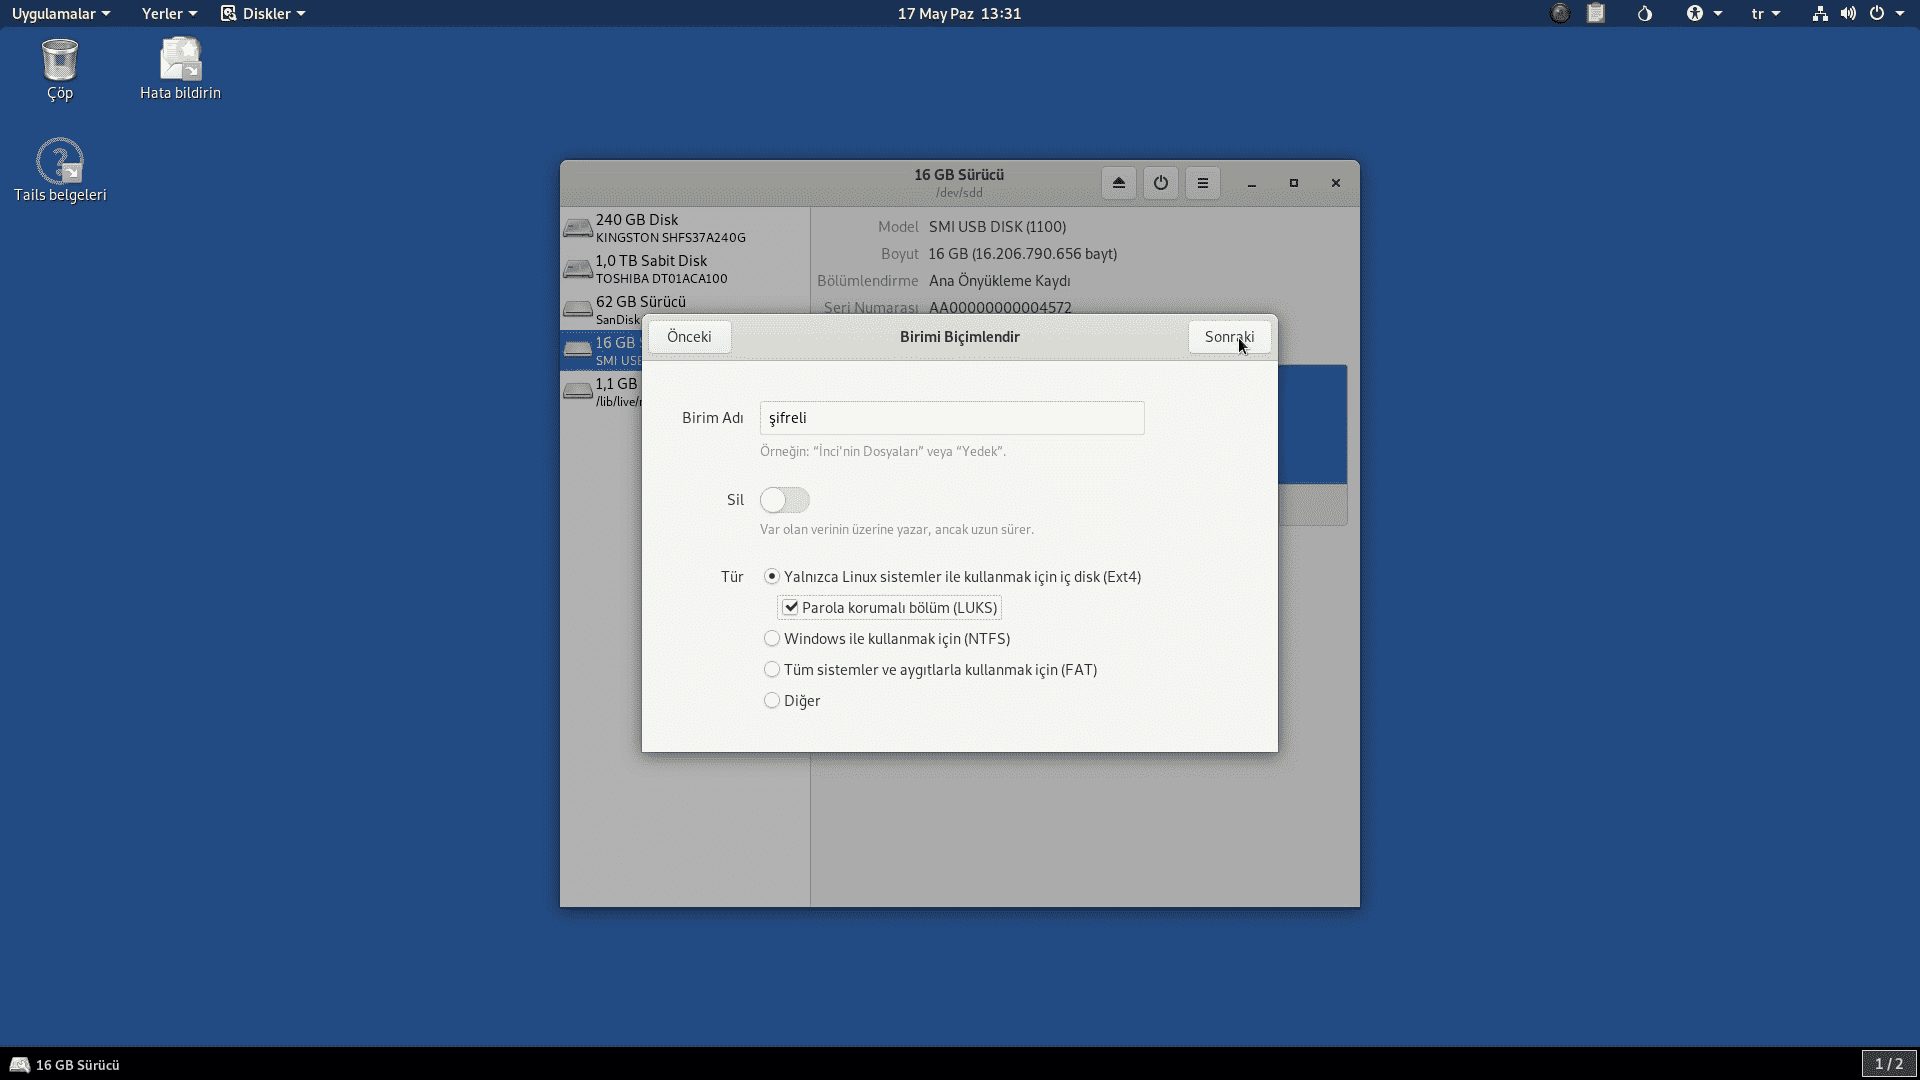 Uygulamalar
Yerler
Diskler
17 May Paz 13:31
tr
Çöp
Hata bildirin
Tails belgeleri
16 GB Sürücü
/dev/sdd
240 GB Disk
KINGSTON SHFS37A240G
1,0 TB Sabit Disk
TOSHIBA DT01ACA100
62 GB Sürücü
SanDisk
16 GB
SMI USB
1,1 GB
/lib/live/
Model SMI USB DISK (1100)
Boyut 16 GB (16.206.790.656 bayt)
Bölümlendirme Ana Önyükleme Kaydı
Seri Numarası AA00000000004572
Önceki
Birimi Biçimlendir
Sonraki
Birim Adı şifreli
Örneğin: “İnci'nin Dosyaları” veya “Yedek”.
Sil
Var olan verinin üzerine yazar, ancak uzun sürer.
Tür Yalnızca Linux sistemler ile kullanmak için iç disk (Ext4)
Parola korumalı bölüm (LUKS)
Windows ile kullanmak için (NTFS)
Tüm sistemler ve aygıtlarla kullanmak için (FAT)
Diğer
16 GB Sürücü
1 / 2